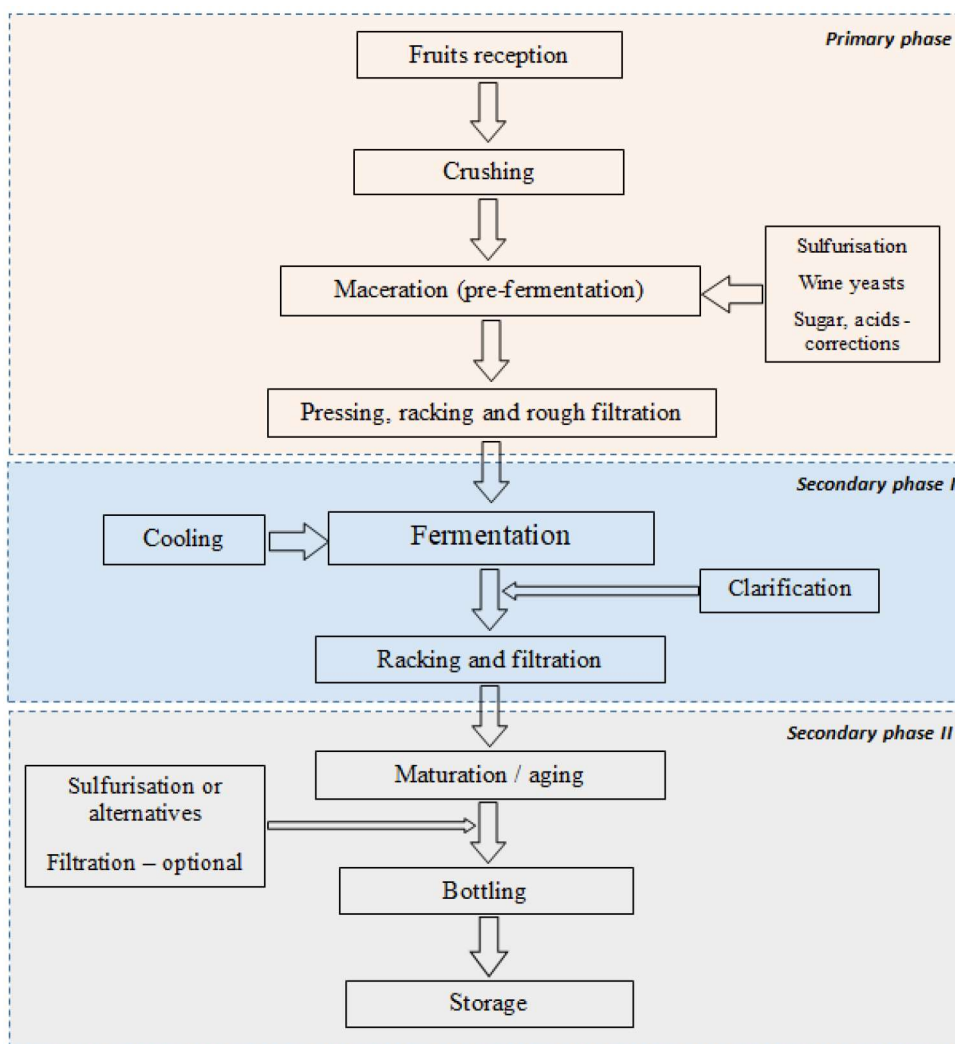 Primary phase
Fruits reception
Crushing
Maceration (pre-fermentation)
Sulfurisation
Wine yeasts
Sugar, acids -
corrections
Pressing, racking and rough filtration
Secondary phase I
Cooling
Fermentation
Clarification
Racking and filtration
Secondary phase II
Maturation / aging
Sulfurisation or
alternatives
Filtration – optional
Bottling
Storage